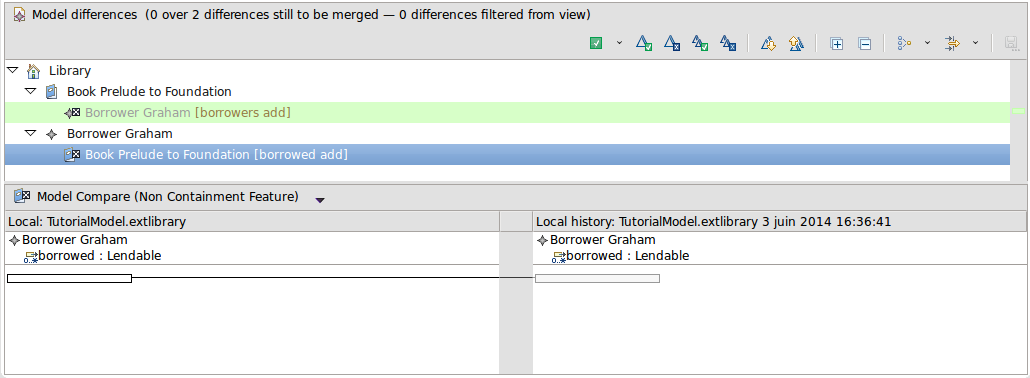 Model differences (0 over 2 differences still to be merged — 0 differences filtered from view)
Library
Book Prelude to Foundation
Borrower Graham [borrowers add]
Borrower Graham
Book Prelude to Foundation [borrowed add]
Model Compare (Non Containment Feature)
Local: TutorialModel.extlibrary
Local history: TutorialModel.extlibrary 3 juin 2014 16:36:41
Borrower Graham
Borrower Graham
0..* borrowed : Lendable
0..* borrowed : Lendable